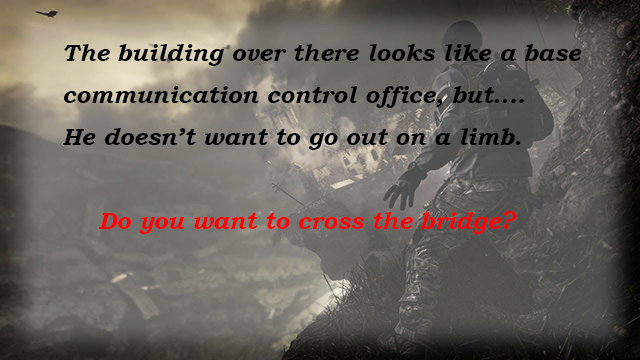 The building over there looks like a base
communication control office, but....
He doesn’t want to go out on a limb.
Do you want to cross the bridge?